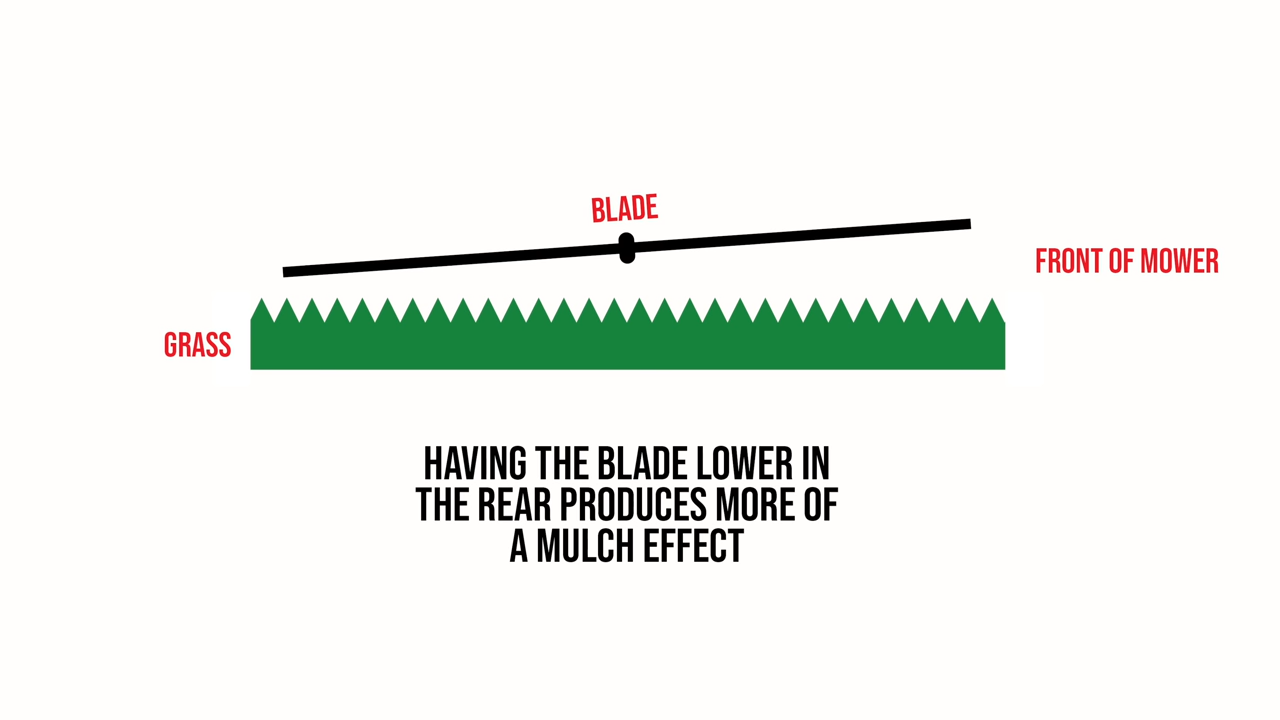 BLADE
FRONT OF MOWER
GRASS
HAVING THE BLADE LOWER IN
THE REAR PRODUCES MORE OF
A MULCH EFFECT